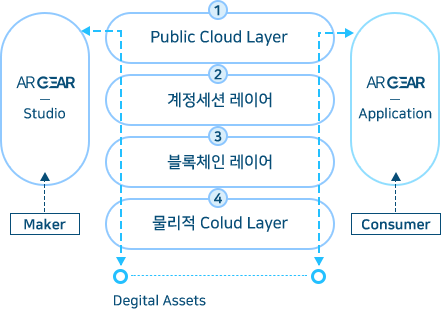 1
Public Cloud Layer
2
계정세션 레이어
3
블록체인 레이어
4
물리적 Colud Layer
ARGEAR
Studio
Maker
ARGEAR
Application
Consumer
Degital Assets